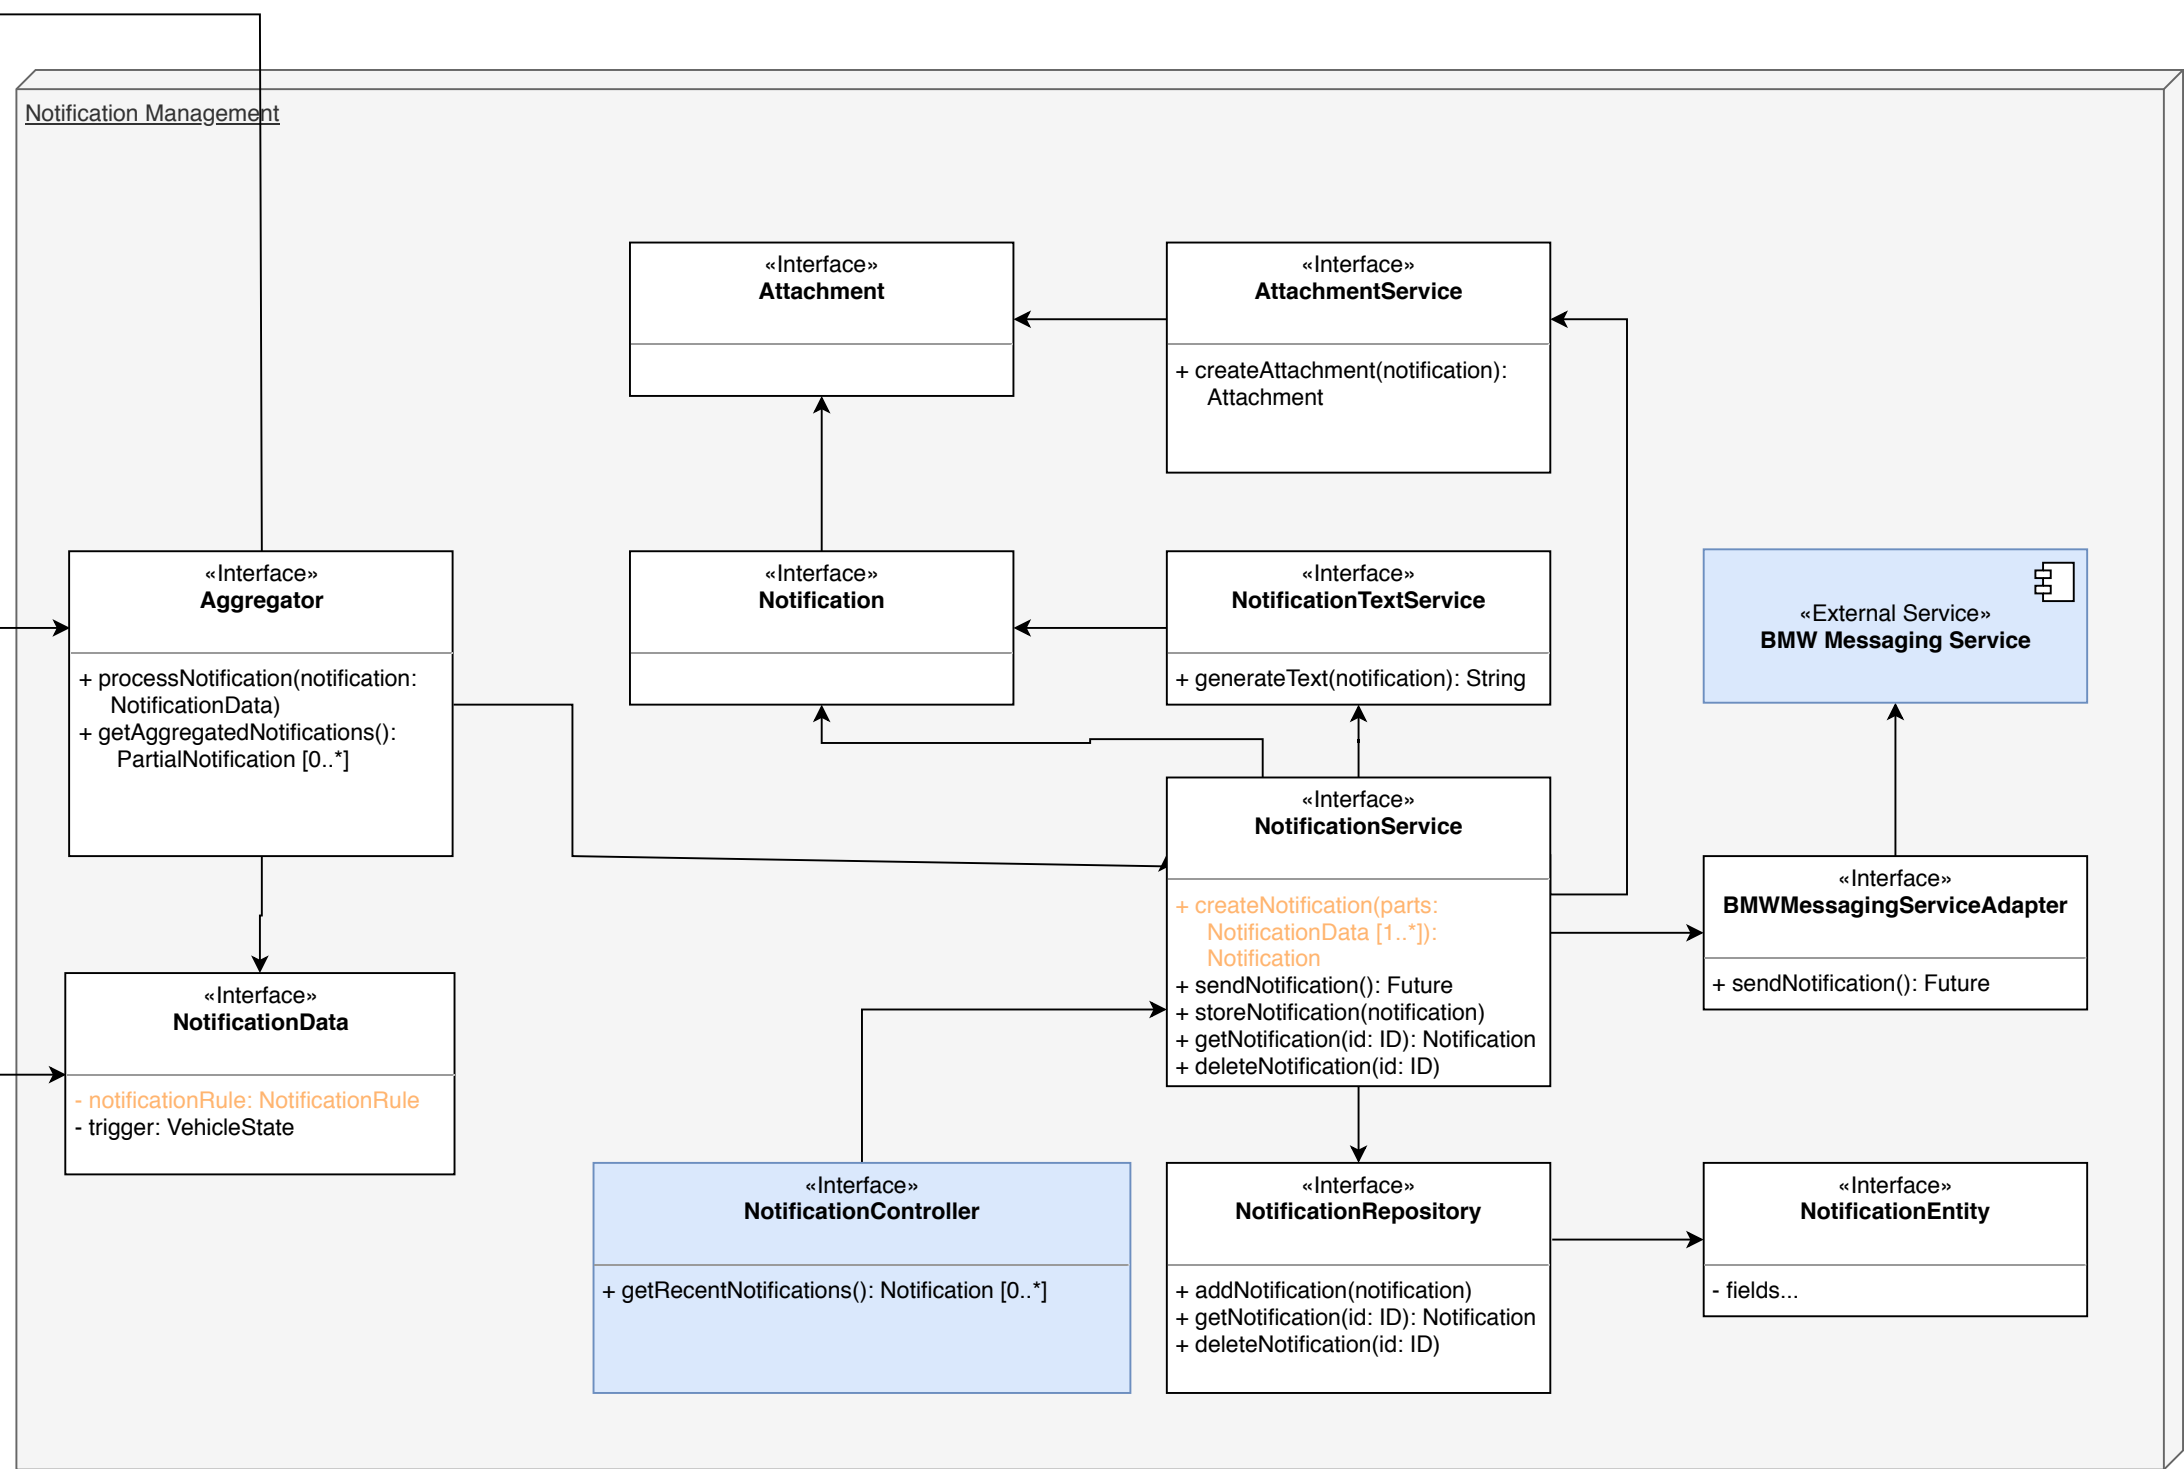 Notification Management
«Interface»
Attachment
«Interface»
AttachmentService
+ createAttachment(notification):
Attachment
«Interface»
Aggregator
+ processNotification(notification:
NotificationData)
+ getAggregatedNotifications():
PartialNotification [0..*]
«Interface»
Notification
«Interface»
NotificationTextService
+ generateText(notification): String
«External Service»
BMW Messaging Service
«Interface»
NotificationService
+ createNotification(parts:
NotificationData [1..*]):
Notification
+ sendNotification(): Future
+ storeNotification(notification)
+ getNotification(id: ID): Notification
+ deleteNotification(id: ID)
«Interface»
BMWMessagingServiceAdapter
+ sendNotification(): Future
«Interface»
NotificationData
- notificationRule: NotificationRule
- trigger: VehicleState
«Interface»
NotificationController
+ getRecentNotifications(): Notification [0..*]
«Interface»
NotificationRepository
+ addNotification(notification)
+ getNotification(id: ID): Notification
+ deleteNotification(id: ID)
«Interface»
NotificationEntity
- fields...